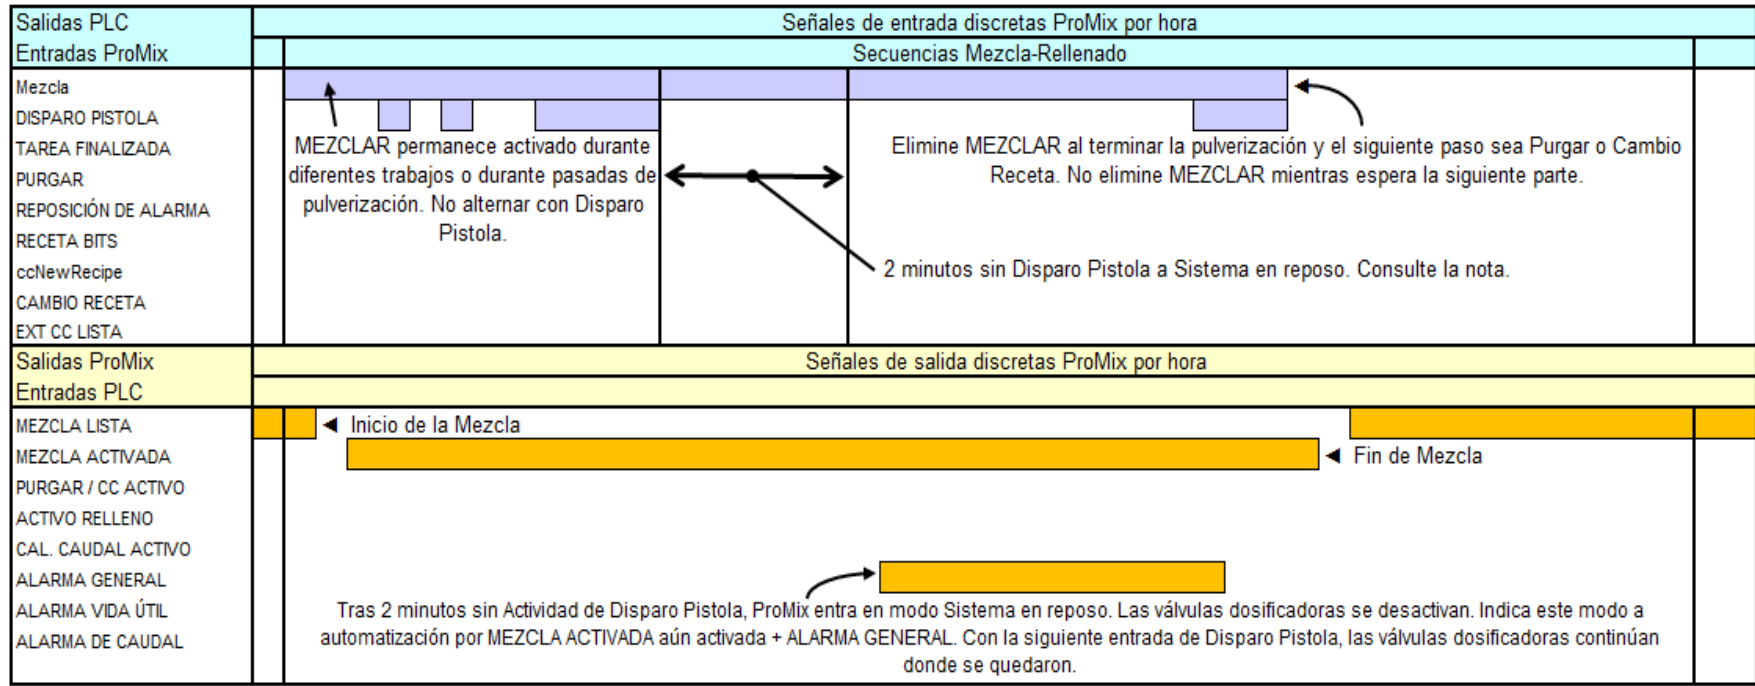 Salidas PLC
Señales de entrada discretas ProMix por hora
Entradas ProMix
Secuencias Mezcla-Rellenado
Mezcla
DISPARO PISTOLA
TAREA FINALIZADA
PURGAR
REPOSICIÓN DE ALARMA
RECETA BITS
ccNewRecipe
CAMBIO RECETA
EXT CC LISTA
MEZCLAR permanece activado durante
diferentes trabajos o durante pasadas de
pulverización. No alternar con Disparo
Pistola.
Elimine MEZCLAR al terminar la pulverización y el siguiente paso sea Purgar o Cambio
Receta. No elimine MEZCLAR mientras espera la siguiente parte.
2 minutos sin Disparo Pistola a Sistema en reposo. Consulte la nota.
Salidas ProMix
Señales de salida discretas ProMix por hora
Entradas PLC
MEZCLA LISTA
Inicio de la Mezcla
MEZCLA ACTIVADA
Fin de Mezcla
PURGAR / CC ACTIVO
ACTIVO RELLENO
CAL. CAUDAL ACTIVO
ALARMA GENERAL
ALARMA VIDA ÚTIL
ALARMA DE CAUDAL
Tras 2 minutos sin Actividad de Disparo Pistola, ProMix entra en modo Sistema en reposo. Las válvulas dosificadoras se desactivan. Indica este modo a
automatización por MEZCLA ACTIVADA aún activada + ALARMA GENERAL. Con la siguiente entrada de Disparo Pistola, las válvulas dosificadoras continúan
donde se quedaron.